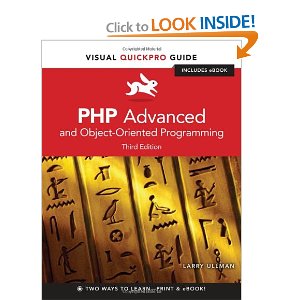 Click to LOOK INSIDE!
VISUAL QUICKPRO GUIDE
INCLUDES eBOOK
PHP Advanced
and Object-Oriented Programming
Third Edition
LARRY ULLMAN
TWO WAYS TO LEARN—PRINT & eBOOK!